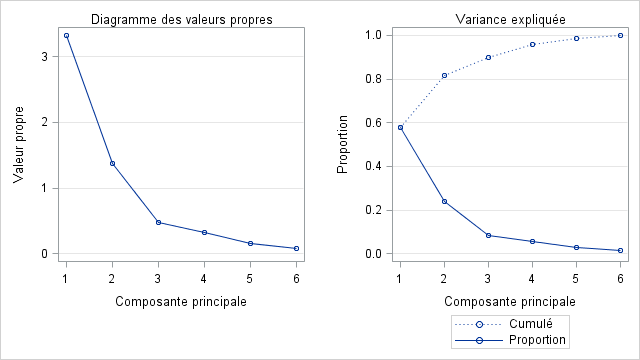 Diagramme des valeurs propres
Valeur propre
3
2
1
0
1 2 3 4 5 6
Composante principale
Variance expliquée
Proportion
1.0
0.8
0.6
0.4
0.2
0.0
1 2 3 4 5 6
Composante principale
Cumulé
Proportion